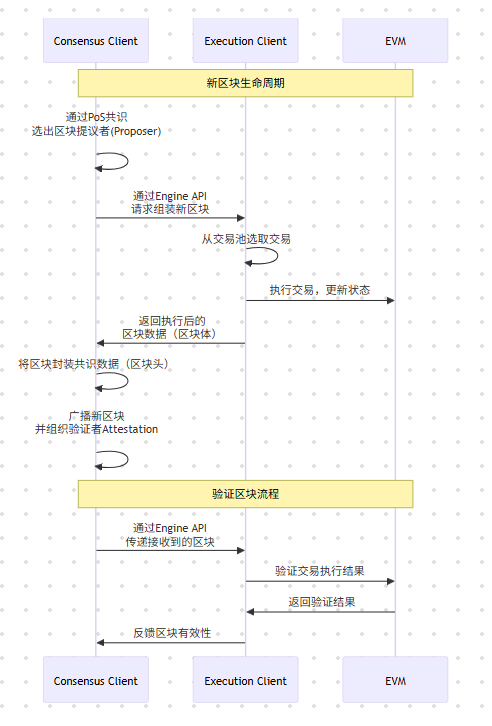 Consensus Client
Execution Client
EVM
新区块生命周期
通过PoS共识
选出区块提议者(Proposer)
通过Engine API
请求组装新区块
从交易池选取交易
执行交易，更新状态
返回执行后的
区块数据（区块体）
将区块封装共识数据（区块头）
广播新区块
并组织验证者Attestation
验证区块流程
通过Engine API
传递接收到的区块
验证交易执行结果
返回验证结果
反馈区块有效性
Consensus Client
Execution Client
EVM